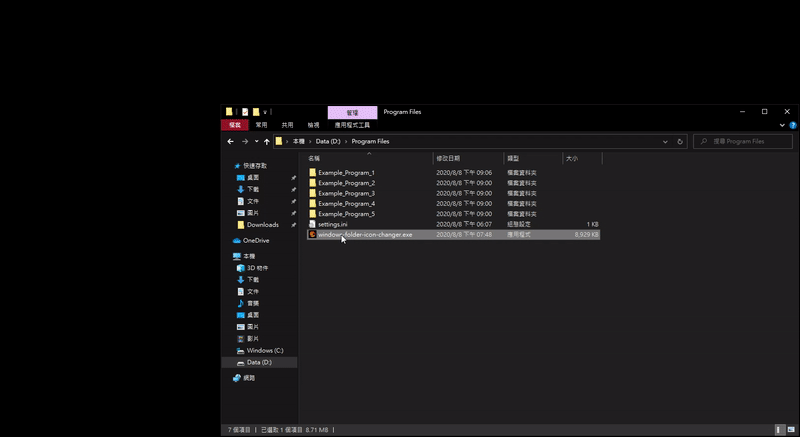 管理
Program Files
檔案
常用
共用
檢視
應用程式工具
本機 › Data (D:) › Program Files
搜尋 Program Files
名稱
修改日期
類型
大小
快速存取
桌面
下載
文件
圖片
Downloads
OneDrive
本機
3D 物件
下載
文件
音樂
桌面
圖片
影片
Windows (C:)
Data (D:)
網路
Example_Program_1 2020/8/8 下午 09:06 檔案資料夾
Example_Program_2 2020/8/8 下午 09:00 檔案資料夾
Example_Program_3 2020/8/8 下午 09:00 檔案資料夾
Example_Program_4 2020/8/8 下午 09:00 檔案資料夾
Example_Program_5 2020/8/8 下午 09:00 檔案資料夾
settings.ini 2020/8/8 下午 06:07 組態設定 1 KB
windows-folder-icon-changer.exe 2020/8/8 下午 07:48 應用程式 8,929 KB
7 個項目 | 已選取 1 個項目 8.71 MB |